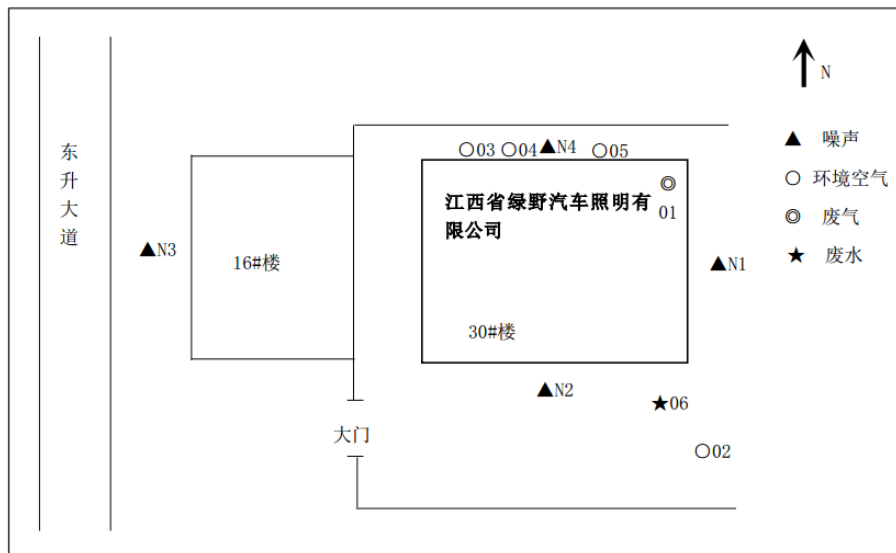 N
▲ 噪声
○ 环境空气
◎ 废气
★ 废水
东升大道
○03 ○04 ▲N4 ○05
◎
01
江西省绿野汽车照明有
限公司
▲N3
16#楼
▲N1
30#楼
▲N2
★06
大门
○02